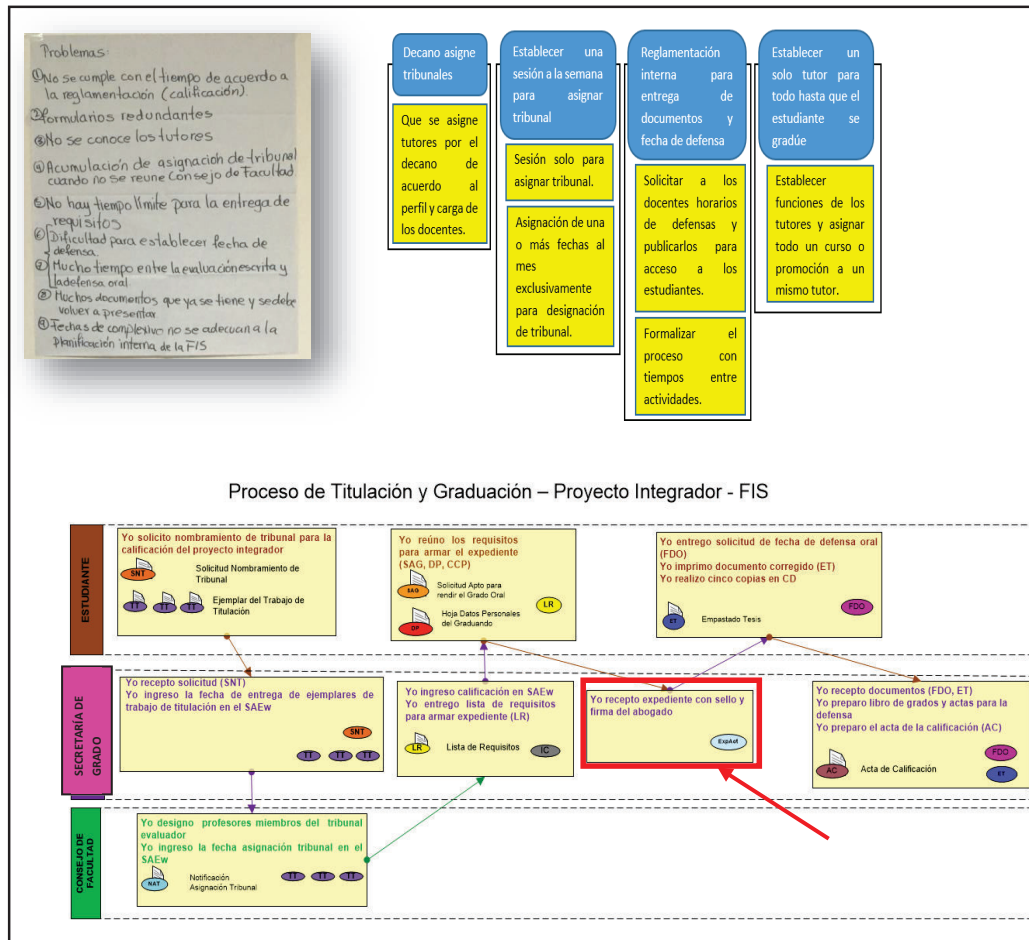 Problemas:
① No se cumple con el tiempo de acuerdo a
la reglamentación (calificación).
② Formularios redundantes
③ No se conoce los tutores
④ Acumulación de asignación de tribunal
cuando no se reune Consejo de Facultad
⑤ No hay tiempo límite para la entrega de
requisitos
⑥ Dificultad para establecer fecha de
defensa.
⑦ Mucho tiempo entre la evaluación escrita y
la defensa oral
⑧ Muchos documentos que ya se tiene y se debe
volver a presentar
⑨ Fechas de complexivo no se adecuan a la
planificación interna de la FIS
Decano asigne
tribunales
Que se asigne
tutores por el
decano de
acuerdo al
perfil y carga de
los docentes.
Establecer una
sesión a la semana
para asignar
tribunal
Sesión solo para
asignar tribunal.
Asignación de una
o más fechas al
mes
exclusivamente
para designación
de tribunal.
Reglamentación
interna para
entrega de
documentos y
fecha de defensa
Solicitar a los
docentes horarios
de defensas y
publicarlos para
acceso a los
estudiantes.
Formalizar el
proceso con
tiempos entre
actividades.
Establecer un
solo tutor para
todo hasta que el
estudiante se
gradúe
Establecer
funciones de los
tutores y asignar
todo un curso o
promoción a un
mismo tutor.
Proceso de Titulación y Graduación – Proyecto Integrador - FIS
ESTUDIANTE
Yo solicito nombramiento de tribunal para la
calificación del proyecto integrador
SNT
Solicitud Nombramiento de
Tribunal
TT TT TT
Ejemplar del Trabajo de
Titulación
Yo reúno los requisitos
para armar el expediente
(SAG, DP, CCP)
SAG
Solicitud Apto para
rendir el Grado Oral
LR
DP
Hoja Datos Personales
del Graduando
Yo entrego solicitud de fecha de defensa oral
(FDO)
Yo imprimo documento corregido (ET)
Yo realizo cinco copias en CD
ET
Empastado Tesis
FDO
SECRETARÍA DE
GRADO
Yo recepto solicitud (SNT)
Yo ingreso la fecha de entrega de ejemplares de
trabajo de titulación en el SAEw
SNT
TT TT TT
Yo ingreso calificación en SAEw
Yo entrego lista de requisitos
para armar expediente (LR)
LR
Lista de Requisitos
IC
Yo recepto expediente con sello y
firma del abogado
ExpAct
Yo recepto documentos (FDO, ET)
Yo preparo libro de grados y actas para la
defensa
Yo preparo el acta de la calificación (AC)
AC
Acta de Calificación
FDO
ET
CONSEJO DE
FACULTAD
Yo designo profesores miembros del tribunal
evaluador
Yo ingreso la fecha asignación tribunal en el
SAEw
NAT
Notificación
Asignación Tribunal
TT TT TT